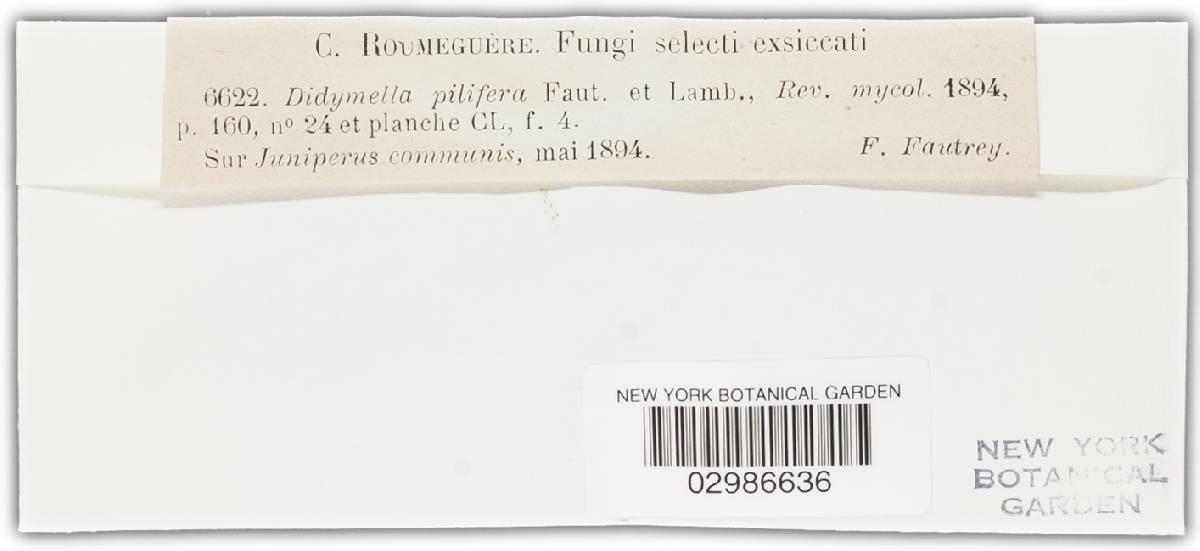 C. ROUMEGUÈRE. Fungi selecti exsiccati
6622. Didymella pilifera Faut. et Lamb., Rev. mycol. 1894,
p. 160, nº 24 et planche CL, f. 4.
Sur Juniperus communis, mai 1894. F. Fautrey.
NEW YORK BOTANICAL GARDEN
02986636
NEW YORK
BOTANICAL
GARDEN